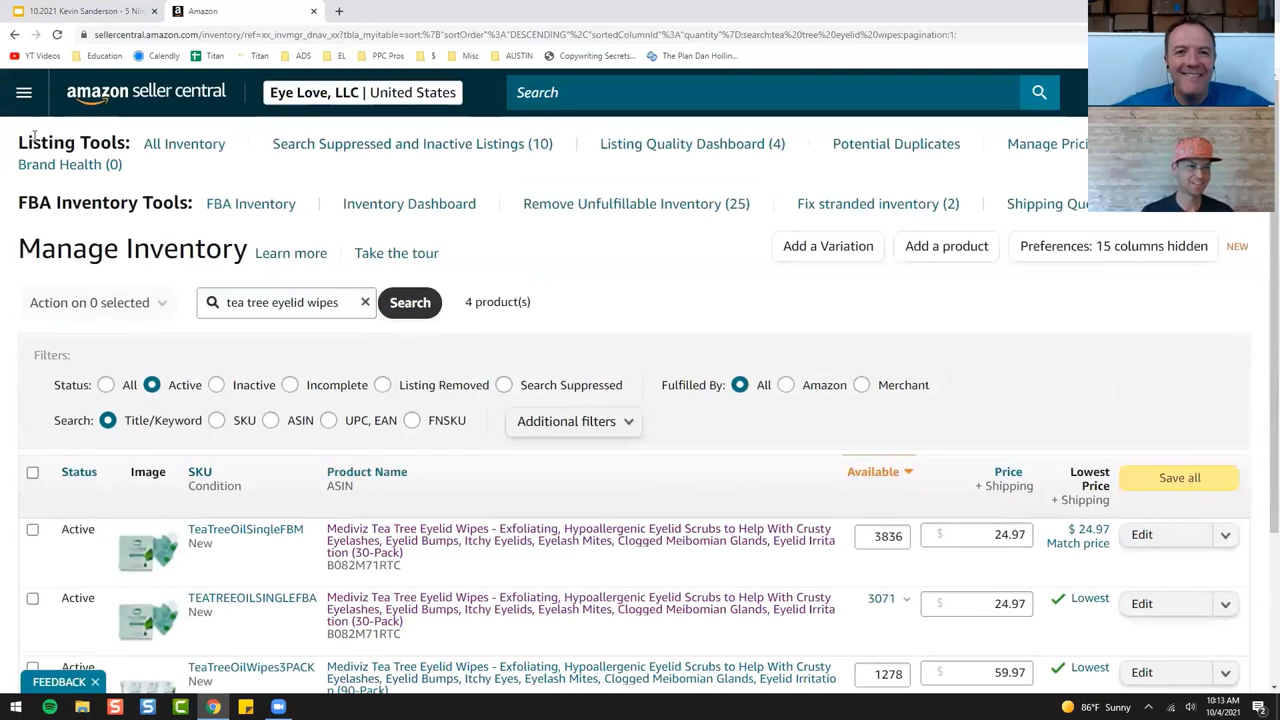 10.2021 Kevin Sanderson - 5 Nin
Amazon
sellercentral.amazon.com/inventory/ref=xx_invmgr_dnav_xx?tbla_myitable=sort:%7B"sortOrder"%3A"DESCENDING"%2C"sortedColumnId"%3A"quantity"%7D;search:tea%20tree%20eyelid%20wipes;pagination:1;
YT Videos Education Calendly Titan Titan ADS EL PPC Pros $ Misc *AUSTIN Copywriting Secrets... The Plan Dan Hollin...
amazon seller central Eye Love, LLC | United States Search
Listing Tools: All Inventory Search Suppressed and Inactive Listings (10) Listing Quality Dashboard (4) Potential Duplicates Manage Prici
Brand Health (0)
FBA Inventory Tools: FBA Inventory Inventory Dashboard Remove Unfulfillable Inventory (25) Fix stranded inventory (2) Shipping Qu
Manage Inventory Learn more Take the tour Add a Variation Add a product Preferences: 15 columns hidden NEW
Action on 0 selected tea tree eyelid wipes Search 4 product(s)
Filters:
Status: All Active Inactive Incomplete Listing Removed Search Suppressed Fulfilled By: All Amazon Merchant
Search: Title/Keyword SKU ASIN UPC, EAN FNSKU Additional filters
Status Image SKU Product Name Available Price Lowest Price Save all
Condition ASIN + Shipping + Shipping
Active TeaTreeOilSingleFBM Mediviz Tea Tree Eyelid Wipes - Exfoliating, Hypoallergenic Eyelid Scrubs to Help With Crusty 3836 $ 24.97 $ 24.97 Edit
New Eyelashes, Eyelid Bumps, Itchy Eyelids, Eyelash Mites, Clogged Meibomian Glands, Eyelid Irrita Match price
tion (30-Pack)
B082M71RTC
Active TEATREEOILSINGLEFBA Mediviz Tea Tree Eyelid Wipes - Exfoliating, Hypoallergenic Eyelid Scrubs to Help With Crusty 3071 $ 24.97 Lowest Edit
New Eyelashes, Eyelid Bumps, Itchy Eyelids, Eyelash Mites, Clogged Meibomian Glands, Eyelid Irrita
tion (30-Pack)
B082M71RTC
Active TeaTreeOilWipes3PACK Mediviz Tea Tree Eyelid Wipes - Exfoliating, Hypoallergenic Eyelid Scrubs to Help With Crusty 1278 $ 59.97 Lowest Edit
New Eyelashes, Eyelid Bumps, Itchy Eyelids, Eyelash Mites, Clogged Meibomian Glands, Eyelid Irritatio
n (90-Pack)
FEEDBACK
86°F Sunny 10:13 AM
10/4/2021